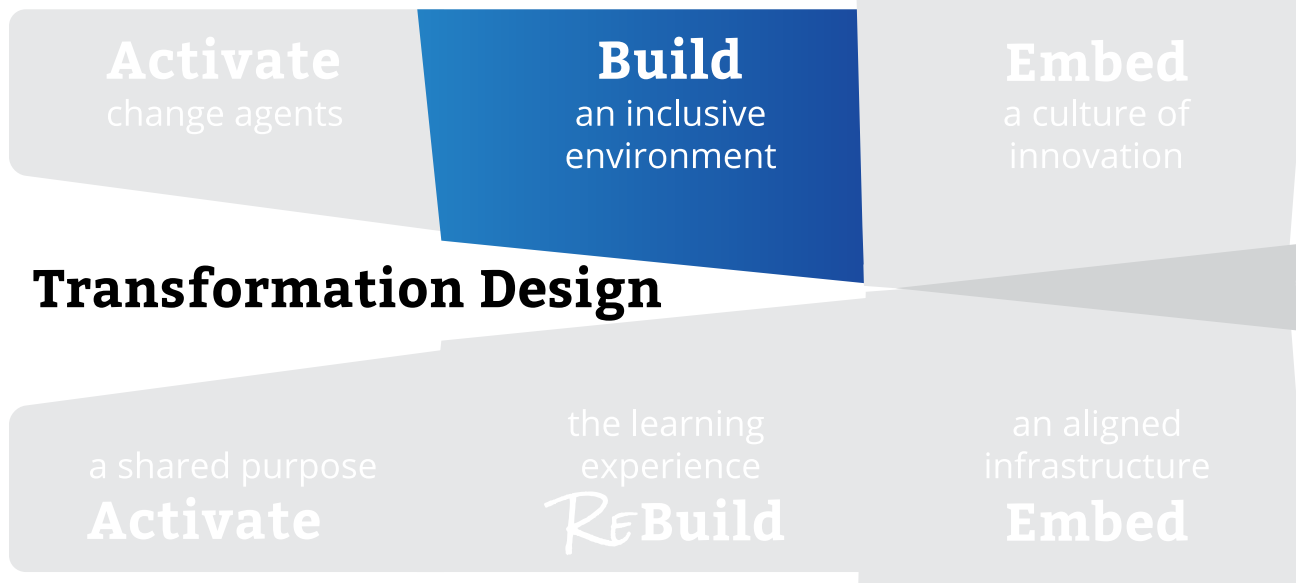 Activate
change agents
Build
an inclusive
environment
Embed
a culture of
innovation
Transformation Design
a shared purpose
Activate
the learning
experience
ReBuild
an aligned
infrastructure
Embed